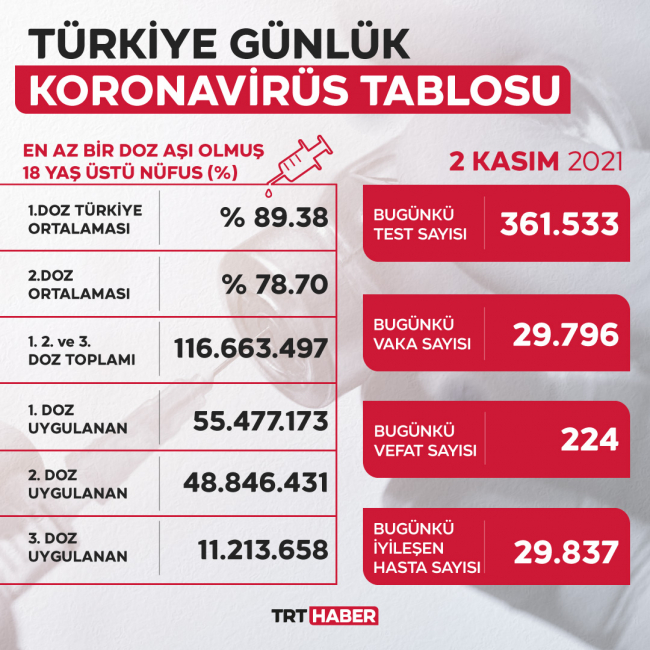 TÜRKİYE GÜNLÜK
KORONAVİRÜS TABLOSU
EN AZ BİR DOZ AŞI OLMUŞ
18 YAŞ ÜSTÜ NÜFUS (%)
1.DOZ TÜRKİYE
ORTALAMASI
% 89.38
2.DOZ
ORTALAMASI
% 78.70
1. 2. ve 3.
DOZ TOPLAMI
116.663.497
1. DOZ
UYGULANAN
55.477.173
2. DOZ
UYGULANAN
48.846.431
3. DOZ
UYGULANAN
11.213.658
2 KASIM 2021
BUGÜNKÜ
TEST SAYISI
361.533
BUGÜNKÜ
VAKA SAYISI
29.796
BUGÜNKÜ
VEFAT SAYISI
224
BUGÜNKÜ
İYİLEŞEN
HASTA SAYISI
29.837
TRT HABER